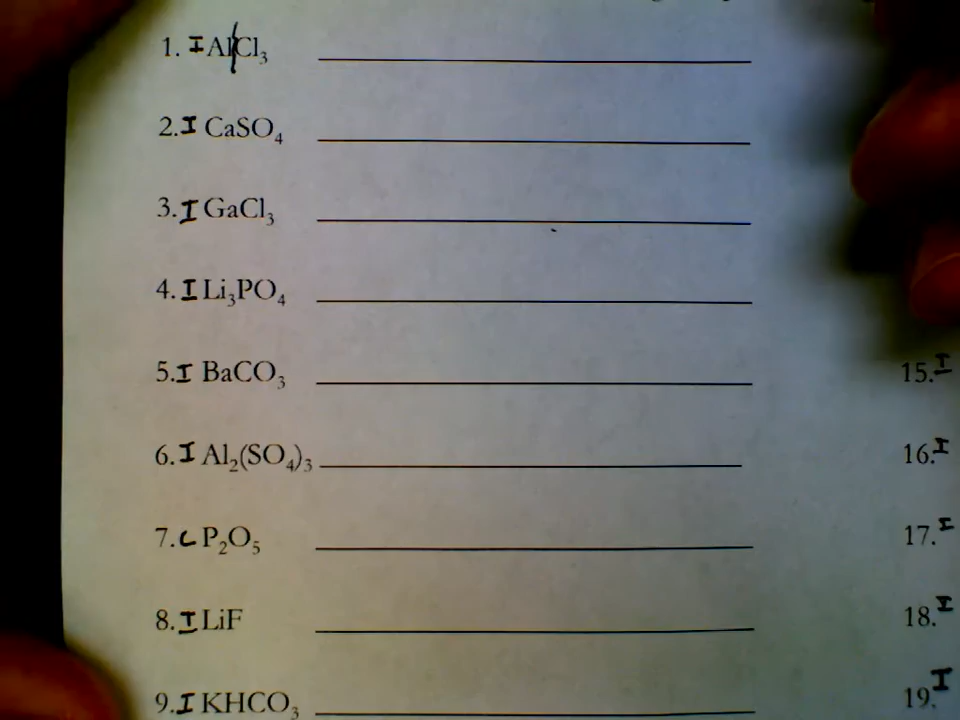 1. I AlCl₃
2. I CaSO₄
3. I GaCl₃
4. I Li₃PO₄
5. I BaCO₃
15. I
6. I Al₂(SO₄)₃
16. I
7. C P₂O₅
17. I
8. I LiF
18. I
9. I KHCO₃
19. I